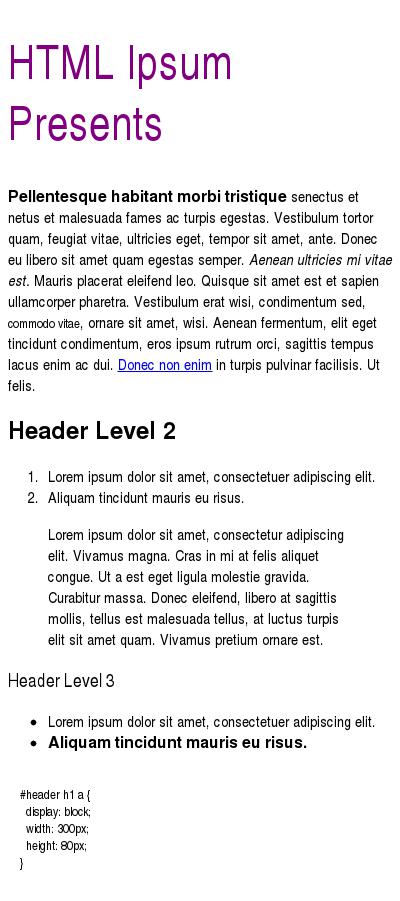 HTML Ipsum
Presents
Pellentesque habitant morbi tristique senectus et
netus et malesuada fames ac turpis egestas. Vestibulum tortor
quam, feugiat vitae, ultricies eget, tempor sit amet, ante. Donec
eu libero sit amet quam egestas semper. Aenean ultricies mi vitae
est. Mauris placerat eleifend leo. Quisque sit amet est et sapien
ullamcorper pharetra. Vestibulum erat wisi, condimentum sed,
commodo vitae, ornare sit amet, wisi. Aenean fermentum, elit eget
tincidunt condimentum, eros ipsum rutrum orci, sagittis tempus
lacus enim ac dui. Donec non enim in turpis pulvinar facilisis. Ut
felis.
Header Level 2
1. Lorem ipsum dolor sit amet, consectetuer adipiscing elit.
2. Aliquam tincidunt mauris eu risus.
Lorem ipsum dolor sit amet, consectetur adipiscing
elit. Vivamus magna. Cras in mi at felis aliquet
congue. Ut a est eget ligula molestie gravida.
Curabitur massa. Donec eleifend, libero at sagittis
mollis, tellus est malesuada tellus, at luctus turpis
elit sit amet quam. Vivamus pretium ornare est.
Header Level 3
• Lorem ipsum dolor sit amet, consectetuer adipiscing elit.
• Aliquam tincidunt mauris eu risus.
#header h1 a {
  display: block;
  width: 300px;
  height: 80px;
}